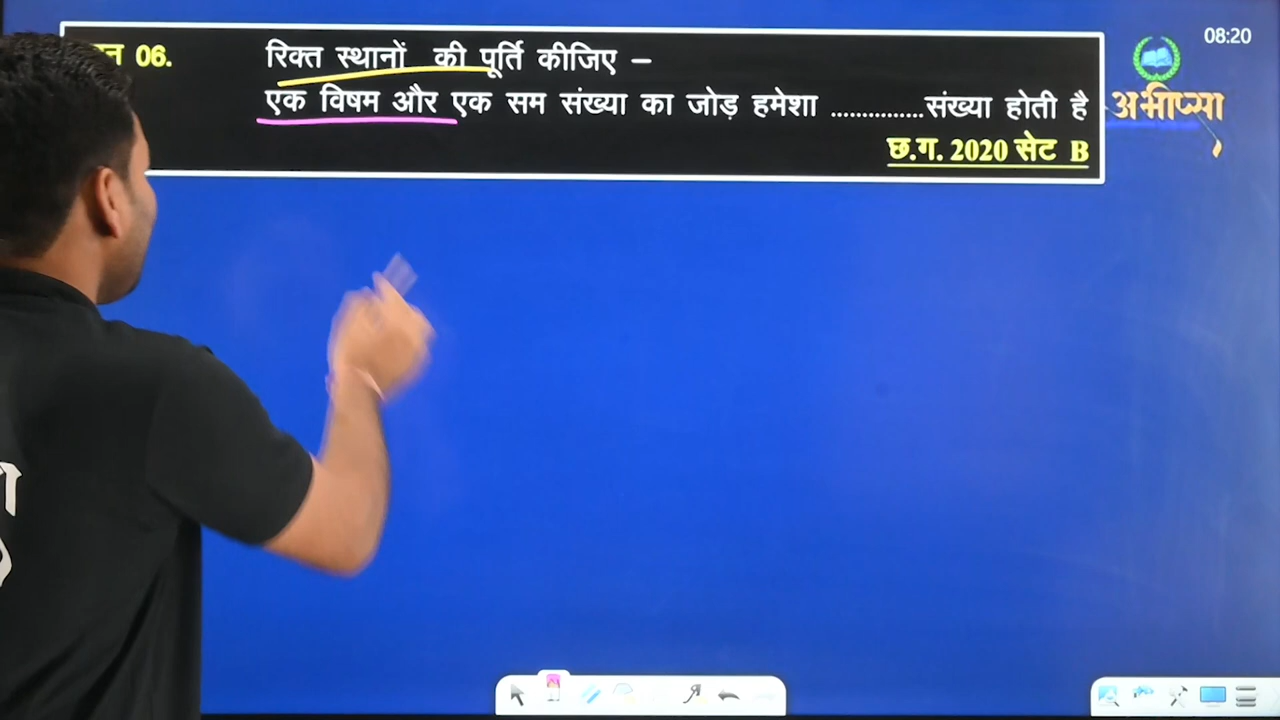 08:20
06. रिक्त स्थानों की पूर्ति कीजिए –
एक विषम और एक सम संख्या का जोड़ हमेशा ...............संख्या होती है
अभीप्सा
छ.ग. 2020 सेट B